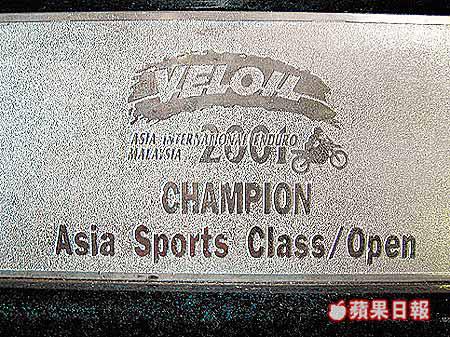 VELOIL
ASIA INTERNATIONAL ENDURO
MALAYSIA 2001
CHAMPION
Asia Sports Class/Open
蘋果日報